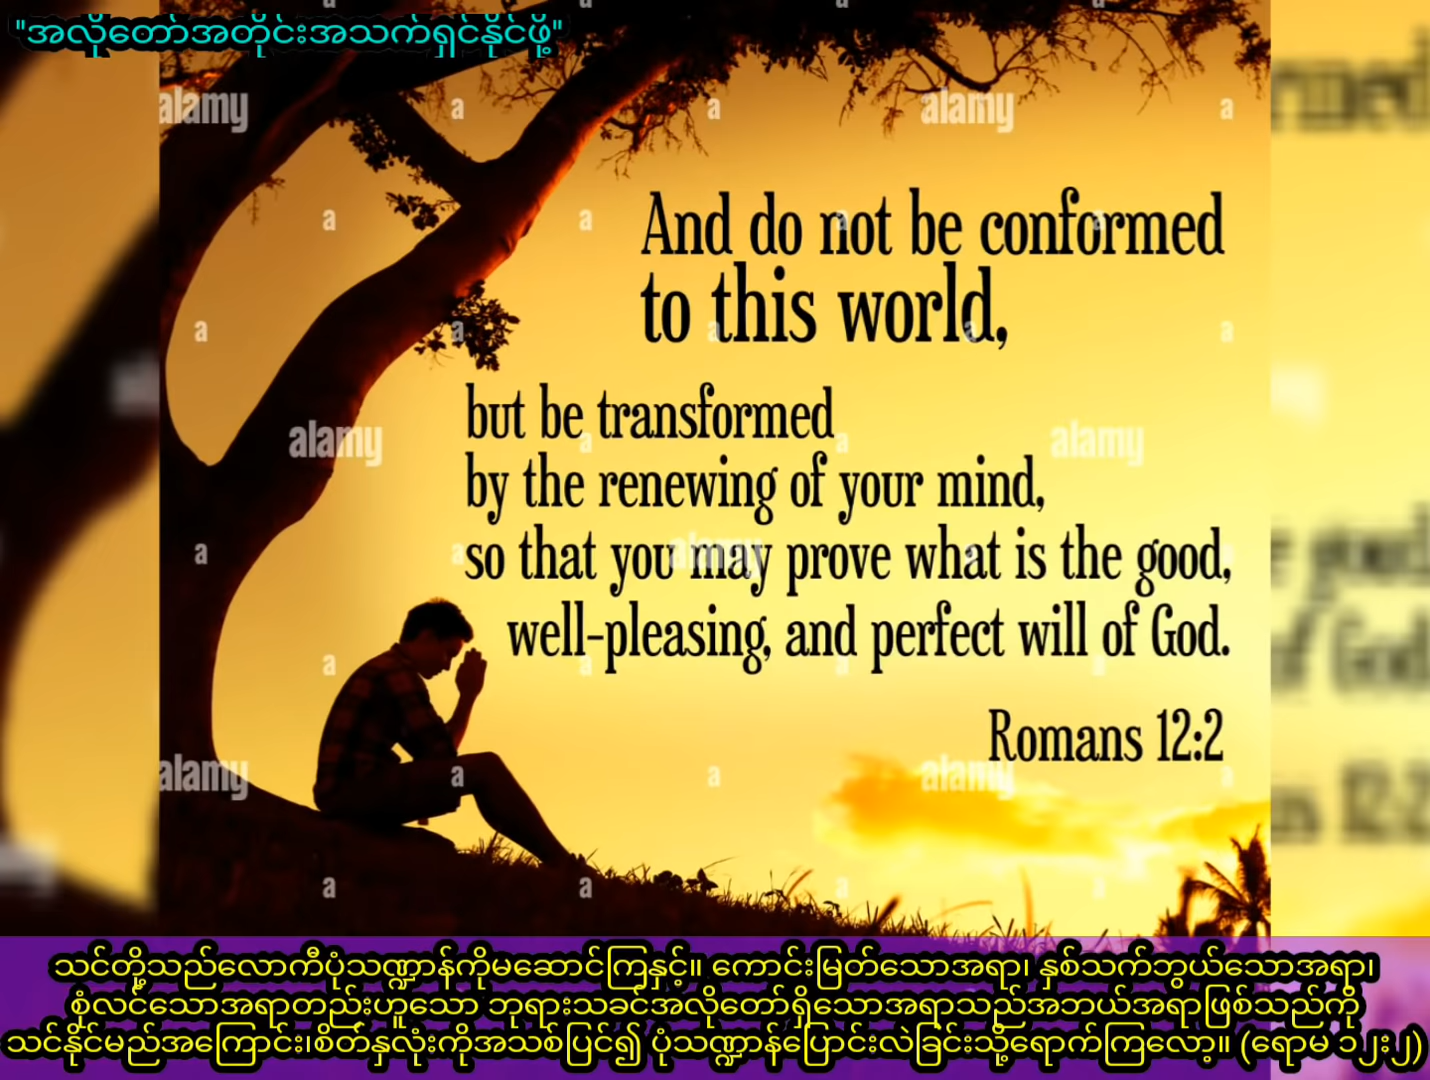 "အလိုတော်အတိုင်းအသက်ရှင်နိုင်ဖို့"
And do not be conformed
to this world,
but be transformed
by the renewing of your mind,
so that you may prove what is the good,
well-pleasing, and perfect will of God.
Romans 12:2
သင်တို့သည်လောကီပုံသဏ္ဍာန်ကိုမဆောင်ကြနှင့်။ ကောင်းမြတ်သောအရာ၊ နှစ်သက်ဘွယ်သောအရာ၊
စုံလင်သောအရာတည်းဟူသော ဘုရားသခင်အလိုတော်ရှိသောအရာသည်အဘယ်အရာဖြစ်သည်ကို
သင်နိုင်မည်အကြောင်း၊စိတ်နှလုံးကိုအသစ်ပြင်၍ ပုံသဏ္ဍာန်ပြောင်းလဲခြင်းသို့ရောက်ကြလော့။ (ရောမ ၁၂း၂)
alamy
alamy
alamy
alamy
alamy
alamy
alamy